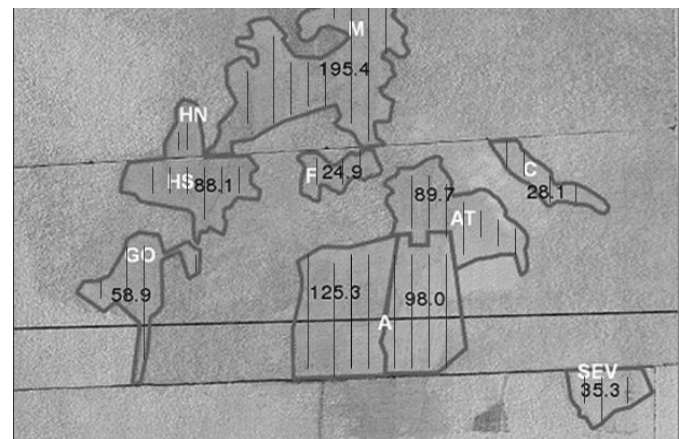 M
195.4
HN
HS 88.1
F 24.9
C
28.1
89.7
AT
GO
58.9
125.3
98.0
A
SEV
35.3